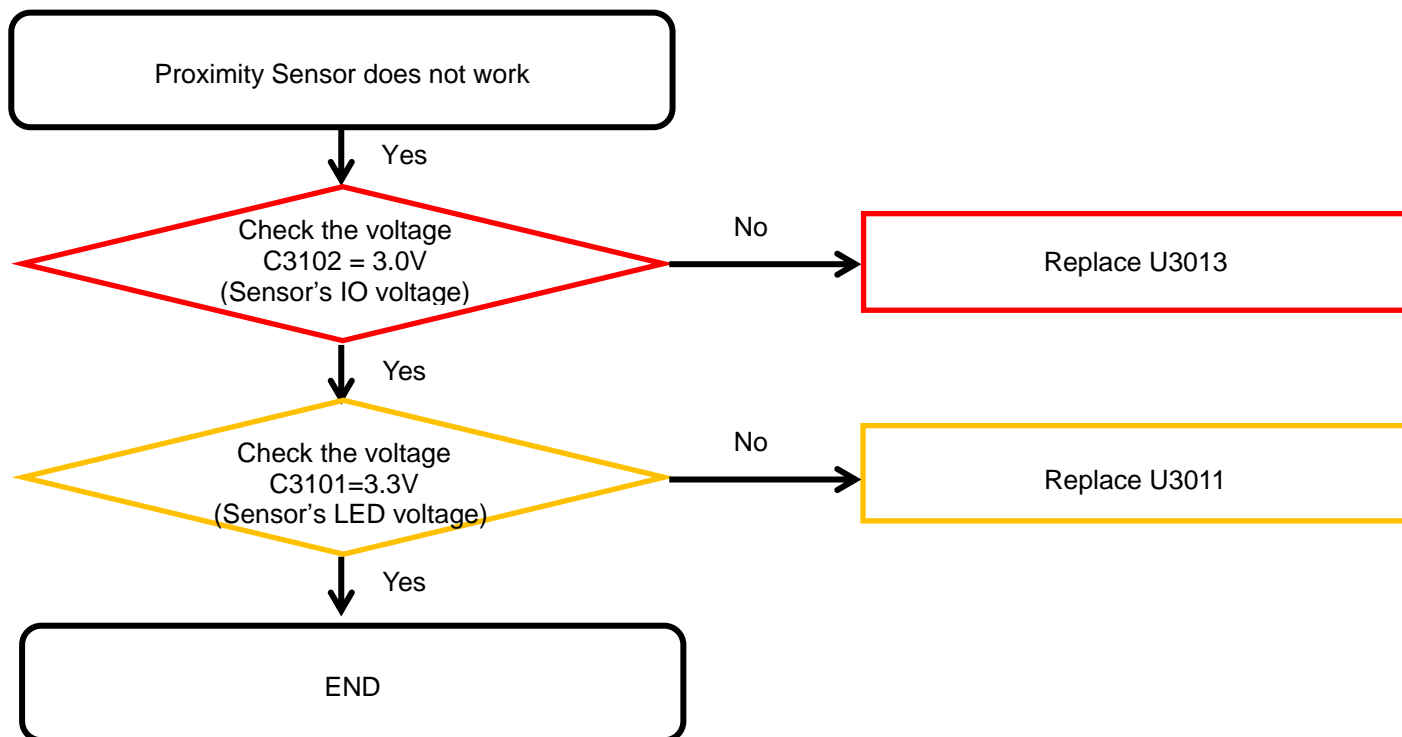 Proximity Sensor does not work
Yes
Check the voltage
C3102 = 3.0V
(Sensor’s IO voltage)
No
Replace U3013
Yes
Check the voltage
C3101=3.3V
(Sensor’s LED voltage)
No
Replace U3011
Yes
END